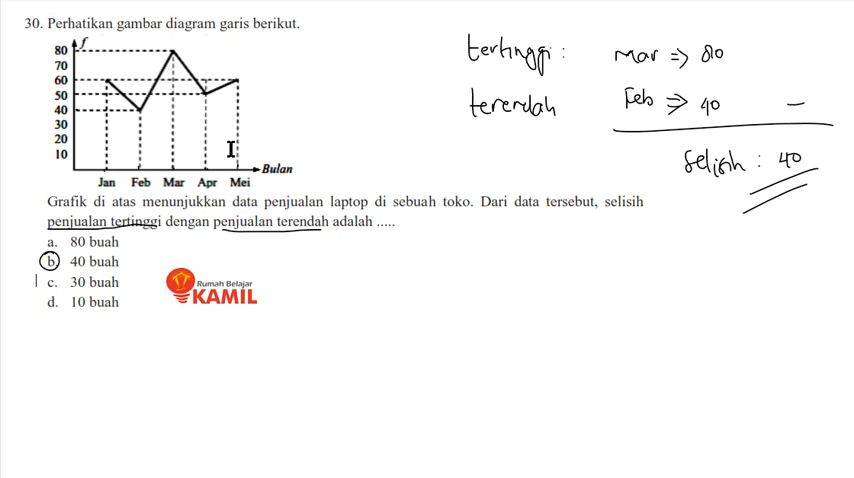 30. Perhatikan gambar diagram garis berikut.
f
80
70
60
50
40
30
20
10
Bulan
Jan Feb Mar Apr Mei
Grafik di atas menunjukkan data penjualan laptop di sebuah toko. Dari data tersebut, selisih
penjualan tertinggi dengan penjualan terendah adalah .....
a. 80 buah
b. 40 buah
c. 30 buah
d. 10 buah
Rumah Belajar
KAMIL
tertinggi : Mar => 80
terendah Feb => 40 –
Selisih : 40